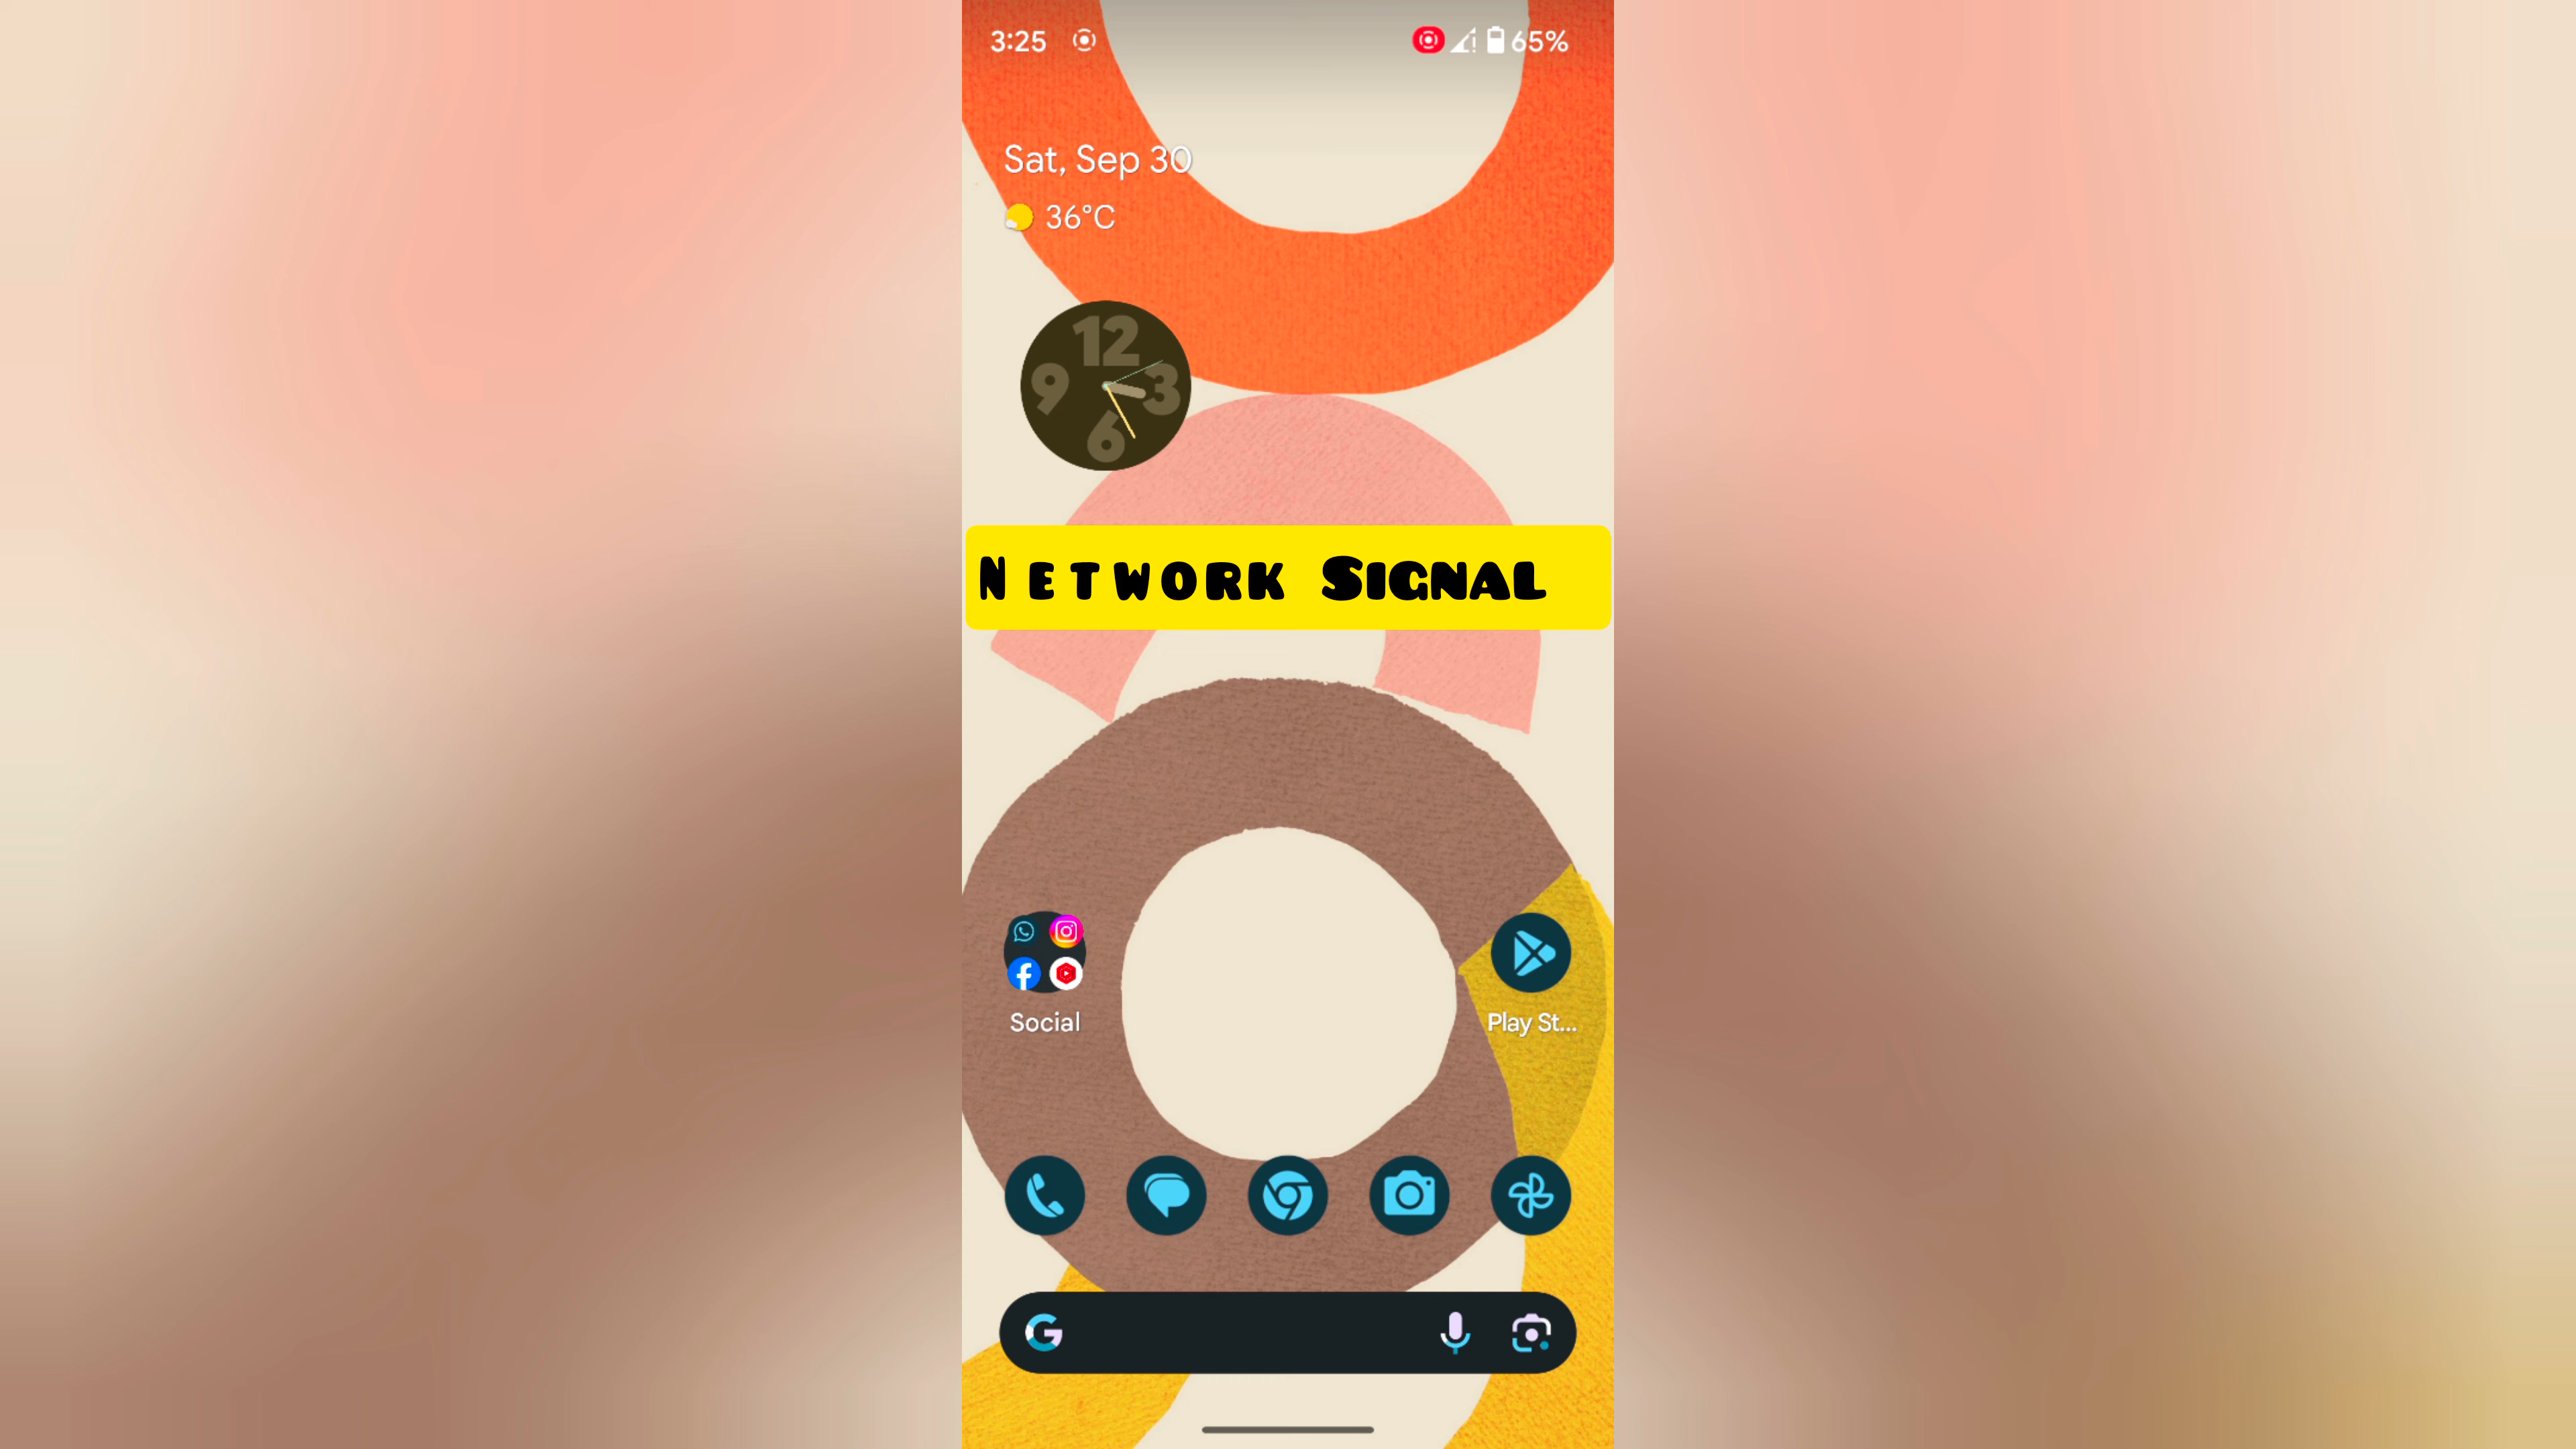 3:25 65%
Sat, Sep 30
36°C
12
9 3
6
NETWORK SIGNAL
Social Play St...